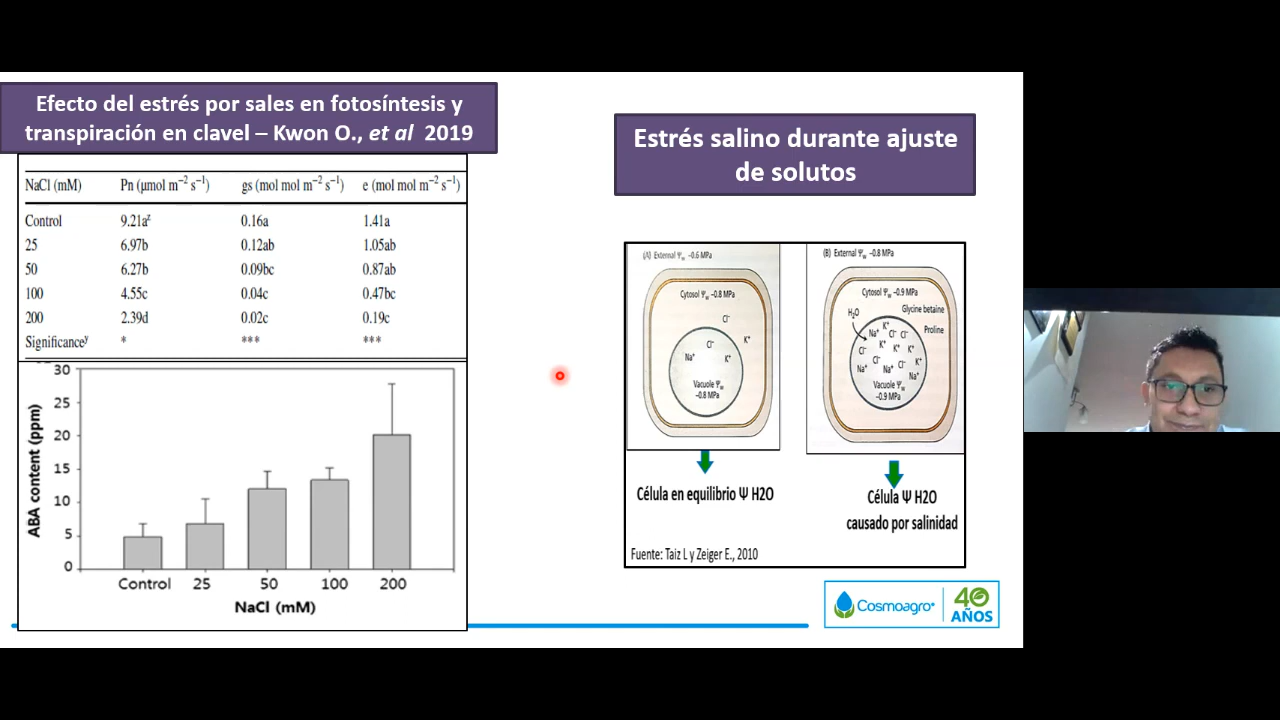 Efecto del estrés por sales en fotosíntesis y
transpiración en clavel – Kwon O., et al 2019
NaCl (mM) Pn (µmol m⁻² s⁻¹) gs (mol mol m⁻² s⁻¹) e (mol mol m⁻² s⁻¹)
Control 9.21aᶻ 0.16a 1.41a
25 6.97b 0.12ab 1.05ab
50 6.27b 0.09bc 0.87ab
100 4.55c 0.04c 0.47bc
200 2.39d 0.02c 0.19c
Significanceʸ * *** ***
ABA content (ppm)
30
25
20
15
10
5
0
Control 25 50 100 200
NaCl (mM)
Estrés salino durante ajuste
de solutos
(A) External Ψw −0.6 MPa
Cytosol Ψw −0.8 MPa
Cl⁻
K⁺
Cl⁻
Na⁺
K⁺
Vacuole Ψw
−0.8 MPa
(B) External Ψw −0.8 MPa
Cytosol Ψw −0.9 MPa
H₂O
Glycine betaine
Proline
K⁺
Na⁺ Cl⁻ Cl⁻
Cl⁻ K⁺ K⁺ K⁺
Cl⁻ Cl⁻ K⁺
Na⁺ Na⁺ Na⁺
Vacuole Ψw
−0.9 MPa
Célula en equilibrio Ψ H2O
Célula Ψ H2O
causado por salinidad
Fuente: Taiz L y Zeiger E., 2010
Cosmoagro
40
AÑOS